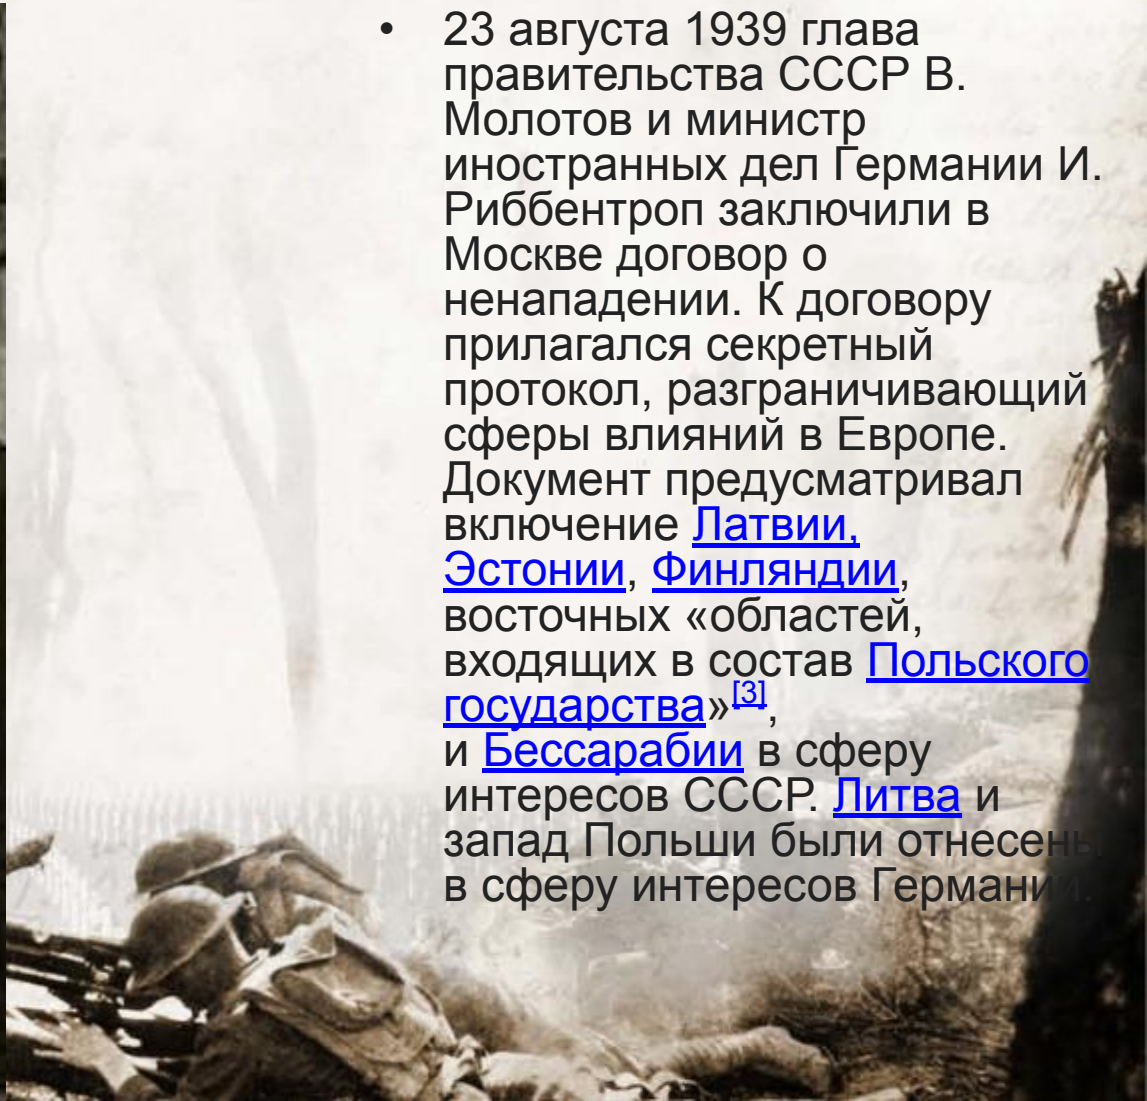 • 23 августа 1939 глава
правительства СССР В.
Молотов и министр
иностранных дел Германии И.
Риббентроп заключили в
Москве договор о
ненападении. К договору
прилагался секретный
протокол, разграничивающий
сферы влияний в Европе.
Документ предусматривал
включение Латвии,
Эстонии, Финляндии,
восточных «областей,
входящих в состав Польского
государства»[3],
и Бессарабии в сферу
интересов СССР. Литва и
запад Польши были отнесены
в сферу интересов Германии.